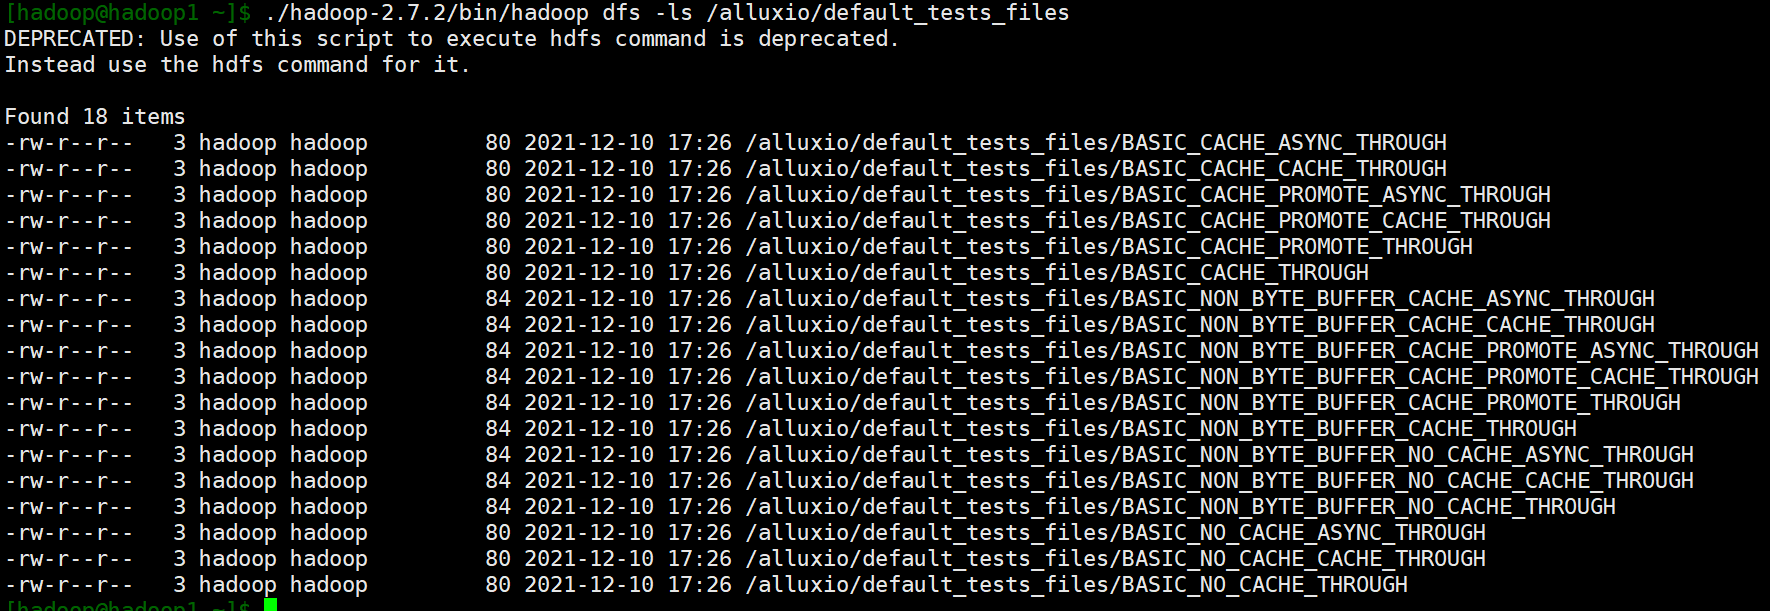 [hadoop@hadoop1 ~]$ ./hadoop-2.7.2/bin/hadoop dfs -ls /alluxio/default_tests_files
DEPRECATED: Use of this script to execute hdfs command is deprecated.
Instead use the hdfs command for it.
Found 18 items
-rw-r--r--   3 hadoop hadoop         80 2021-12-10 17:26 /alluxio/default_tests_files/BASIC_CACHE_ASYNC_THROUGH
-rw-r--r--   3 hadoop hadoop         80 2021-12-10 17:26 /alluxio/default_tests_files/BASIC_CACHE_CACHE_THROUGH
-rw-r--r--   3 hadoop hadoop         80 2021-12-10 17:26 /alluxio/default_tests_files/BASIC_CACHE_PROMOTE_ASYNC_THROUGH
-rw-r--r--   3 hadoop hadoop         80 2021-12-10 17:26 /alluxio/default_tests_files/BASIC_CACHE_PROMOTE_CACHE_THROUGH
-rw-r--r--   3 hadoop hadoop         80 2021-12-10 17:26 /alluxio/default_tests_files/BASIC_CACHE_PROMOTE_THROUGH
-rw-r--r--   3 hadoop hadoop         80 2021-12-10 17:26 /alluxio/default_tests_files/BASIC_CACHE_THROUGH
-rw-r--r--   3 hadoop hadoop         84 2021-12-10 17:26 /alluxio/default_tests_files/BASIC_NON_BYTE_BUFFER_CACHE_ASYNC_THROUGH
-rw-r--r--   3 hadoop hadoop         84 2021-12-10 17:26 /alluxio/default_tests_files/BASIC_NON_BYTE_BUFFER_CACHE_CACHE_THROUGH
-rw-r--r--   3 hadoop hadoop         84 2021-12-10 17:26 /alluxio/default_tests_files/BASIC_NON_BYTE_BUFFER_CACHE_PROMOTE_ASYNC_THROUGH
-rw-r--r--   3 hadoop hadoop         84 2021-12-10 17:26 /alluxio/default_tests_files/BASIC_NON_BYTE_BUFFER_CACHE_PROMOTE_CACHE_THROUGH
-rw-r--r--   3 hadoop hadoop         84 2021-12-10 17:26 /alluxio/default_tests_files/BASIC_NON_BYTE_BUFFER_CACHE_PROMOTE_THROUGH
-rw-r--r--   3 hadoop hadoop         84 2021-12-10 17:26 /alluxio/default_tests_files/BASIC_NON_BYTE_BUFFER_CACHE_THROUGH
-rw-r--r--   3 hadoop hadoop         84 2021-12-10 17:26 /alluxio/default_tests_files/BASIC_NON_BYTE_BUFFER_NO_CACHE_ASYNC_THROUGH
-rw-r--r--   3 hadoop hadoop         84 2021-12-10 17:26 /alluxio/default_tests_files/BASIC_NON_BYTE_BUFFER_NO_CACHE_CACHE_THROUGH
-rw-r--r--   3 hadoop hadoop         84 2021-12-10 17:26 /alluxio/default_tests_files/BASIC_NON_BYTE_BUFFER_NO_CACHE_THROUGH
-rw-r--r--   3 hadoop hadoop         80 2021-12-10 17:26 /alluxio/default_tests_files/BASIC_NO_CACHE_ASYNC_THROUGH
-rw-r--r--   3 hadoop hadoop         80 2021-12-10 17:26 /alluxio/default_tests_files/BASIC_NO_CACHE_CACHE_THROUGH
-rw-r--r--   3 hadoop hadoop         80 2021-12-10 17:26 /alluxio/default_tests_files/BASIC_NO_CACHE_THROUGH
[hadoop@hadoop1 ~]$